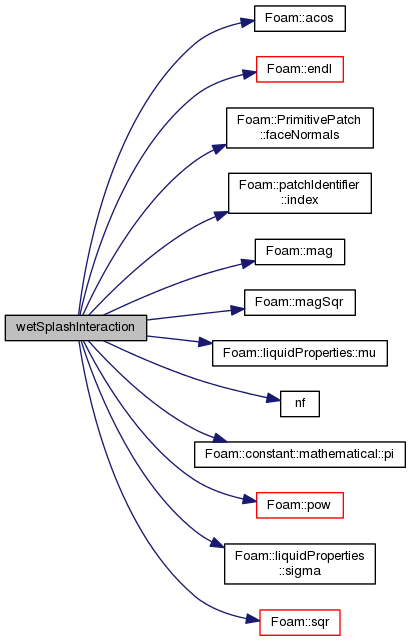 Foam::acos
Foam::endl
Foam::PrimitivePatch
::faceNormals
Foam::patchIdentifier
::index
Foam::mag
wetSplashInteraction
Foam::magSqr
Foam::liquidProperties::mu
nf
Foam::constant::mathematical::pi
Foam::pow
Foam::liquidProperties
::sigma
Foam::sqr